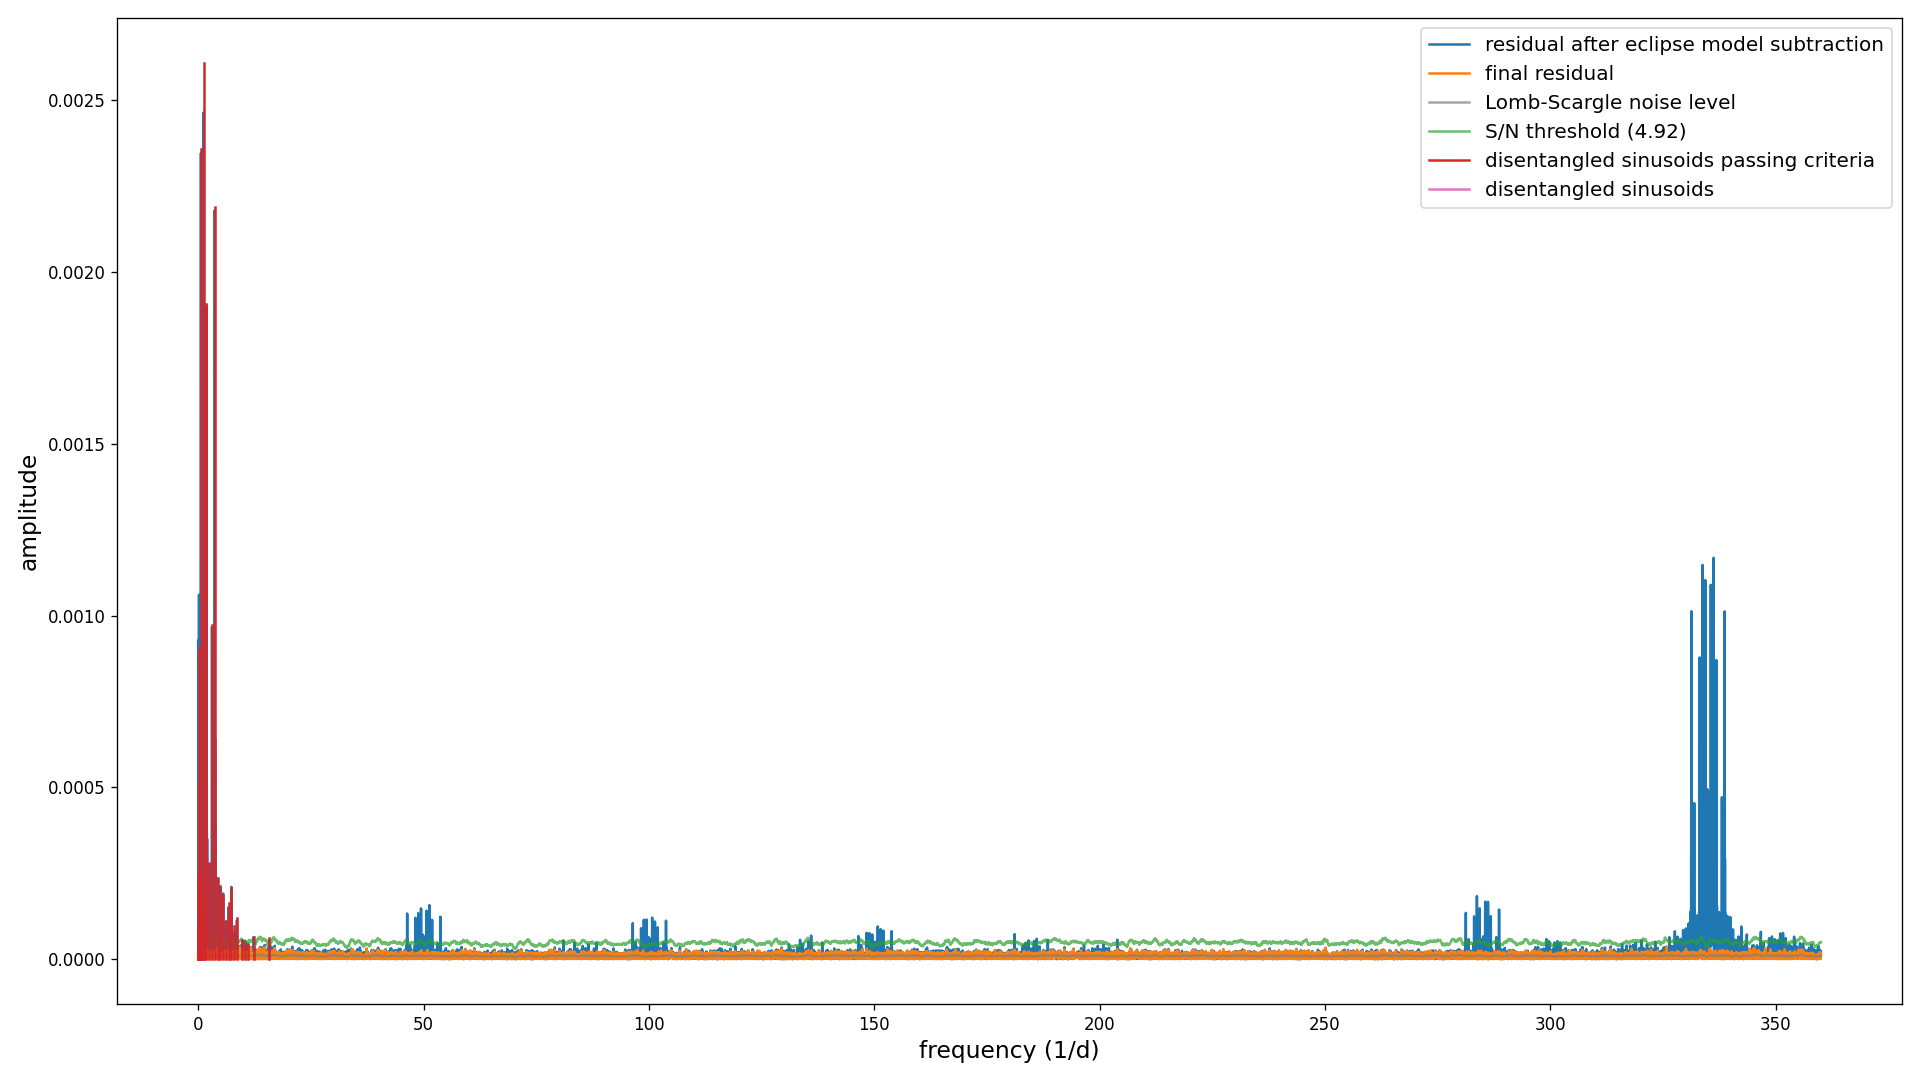 residual after eclipse model subtraction
final residual
Lomb-Scargle noise level
S/N threshold (4.92)
disentangled sinusoids passing criteria
disentangled sinusoids
0.0025
0.0020
0.0015
0.0010
0.0005
0.0000
amplitude
0 50 100 150 200 250 300 350
frequency (1/d)